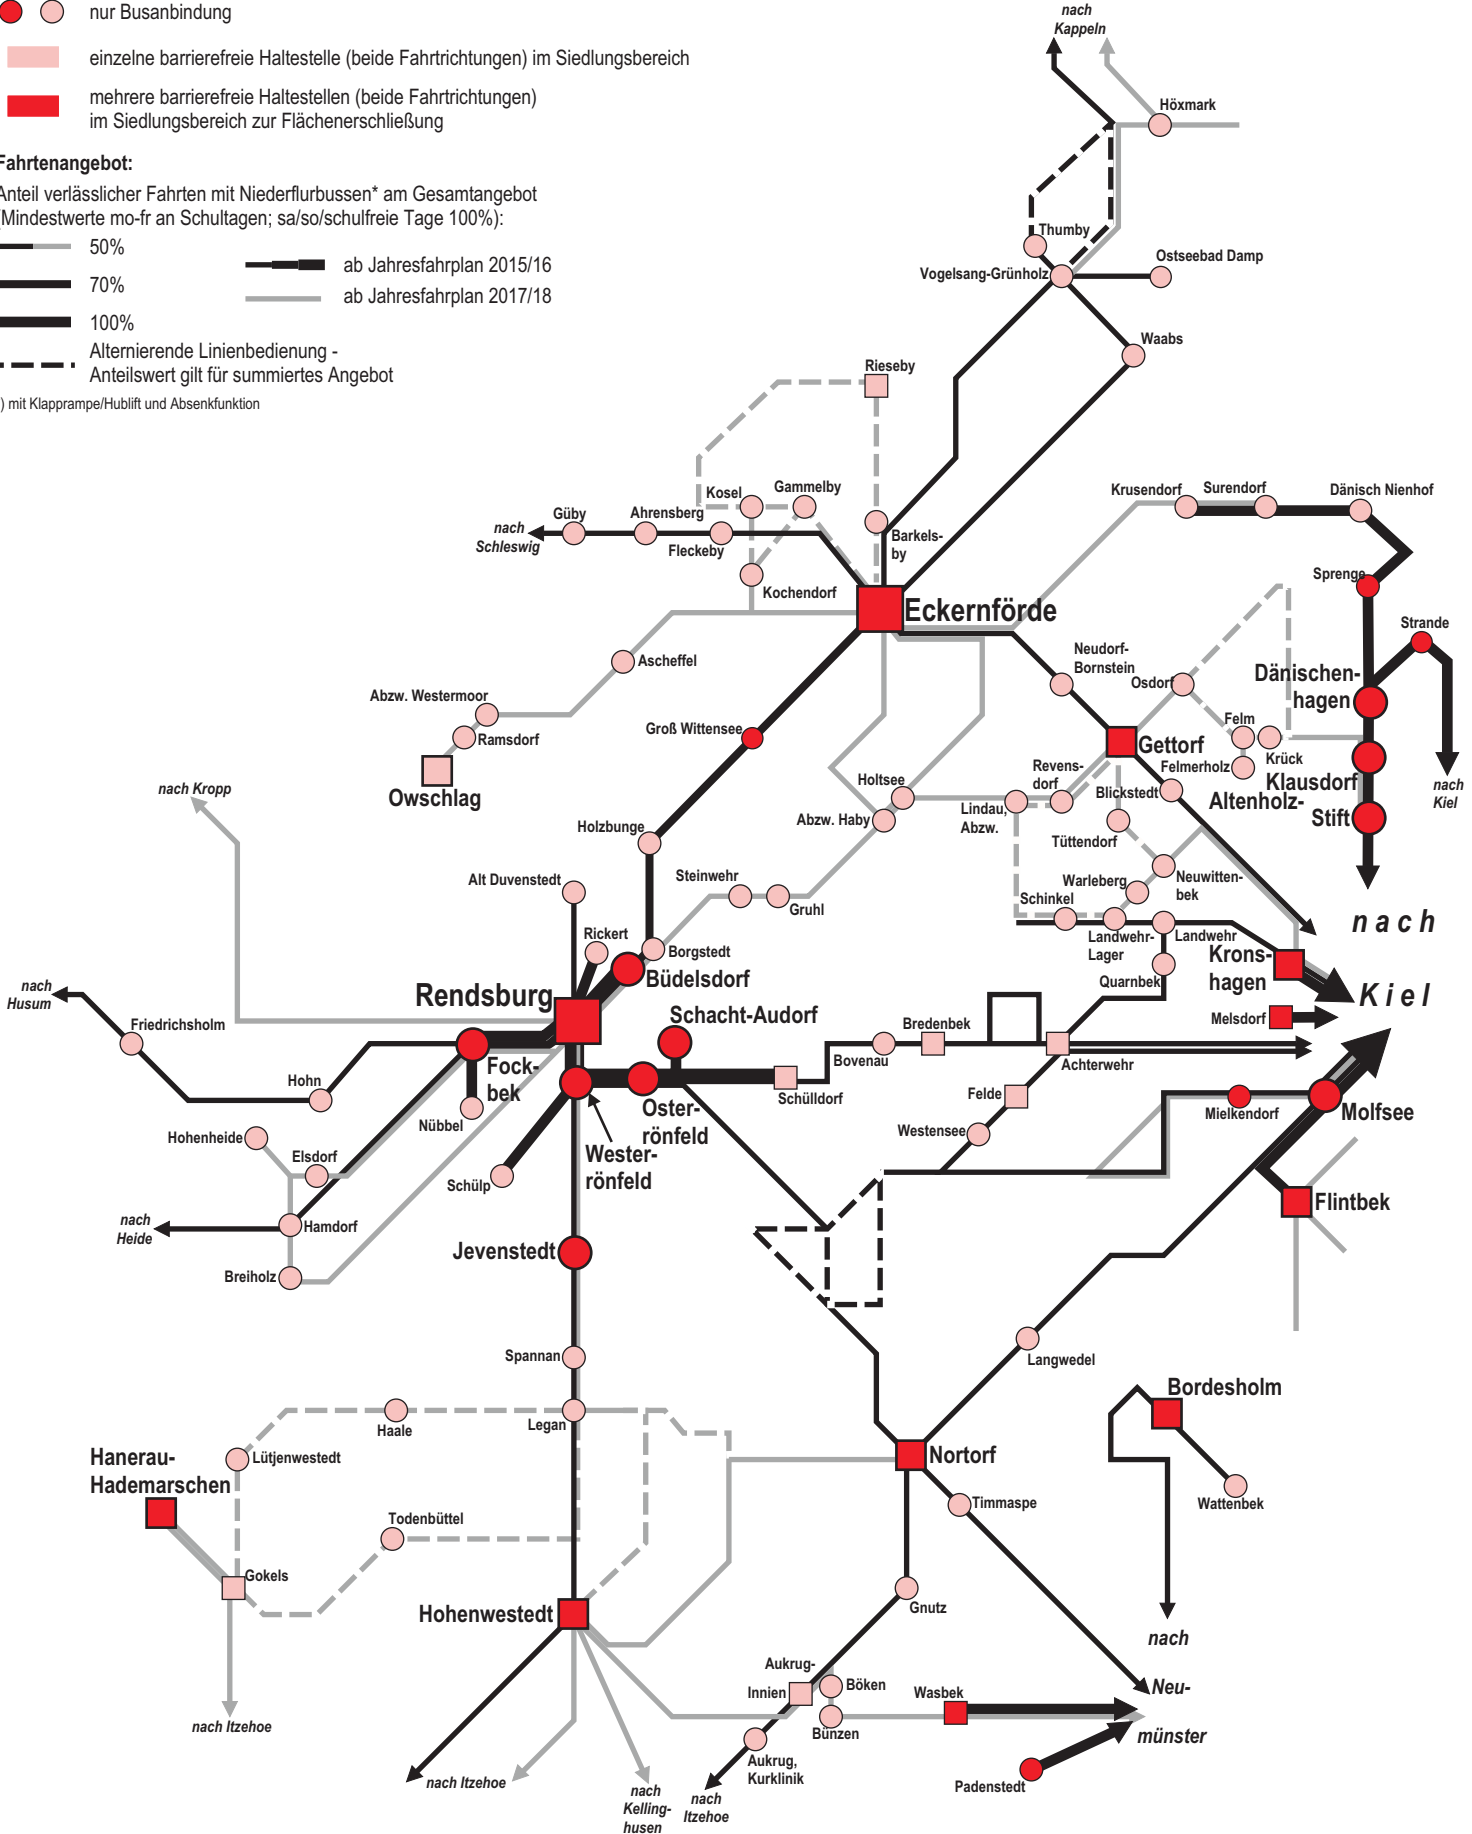 nur Busanbindung
einzelne barrierefreie Haltestelle (beide Fahrtrichtungen) im Siedlungsbereich
mehrere barrierefreie Haltestellen (beide Fahrtrichtungen)
im Siedlungsbereich zur Flächenerschließung
Fahrtenangebot:
Anteil verlässlicher Fahrten mit Niederflurbussen* am Gesamtangebot
(Mindestwerte mo-fr an Schultagen; sa/so/schulfreie Tage 100%):
50%
70%
100%
ab Jahresfahrplan 2015/16
ab Jahresfahrplan 2017/18
Alternierende Linienbedienung -
Anteilswert gilt für summiertes Angebot
) mit Klapprampe/Hublift und Absenkfunktion
nach
Kappeln
Höxmark
Thumby
Vogelsang-Grünholz
Ostseebad Damp
Waabs
Rieseby
Kosel
Gammelby
Güby
Ahrensberg
Fleckeby
nach
Schleswig
Barkels-
by
Kochendorf
Krusendorf
Surendorf
Dänisch Nienhof
Sprenge
Strande
Eckernförde
Neudorf-
Bornstein
Osdorf
Dänischen-
hagen
Ascheffel
Abzw. Westermoor
Ramsdorf
Owschlag
Groß Wittensee
Gettorf
Felm
Krück
Felmerholz
Klausdorf
Altenholz-
Stift
nach
Kiel
Revens-
dorf
Blickstedt
Holtsee
Abzw. Haby
Lindau,
Abzw.
Tüttendorf
nach Kropp
Holzbunge
Alt Duvenstedt
Steinwehr
Gruhl
Warleberg
Neuwitten-
bek
Schinkel
Landwehr-
Lager
Landwehr
Quarnbek
nach
Kiel
Krons-
hagen
Melsdorf
Rickert
Borgstedt
Büdelsdorf
Rendsburg
Schacht-Audorf
nach
Husum
Friedrichsholm
Hohn
Fock-
bek
Nübbel
Bovenau
Bredenbek
Achterwehr
Schülldorf
Oster-
rönfeld
Wester-
rönfeld
Schülp
Felde
Westensee
Mielkendorf
Molfsee
Flintbek
Hohenheide
Elsdorf
nach
Heide
Hamdorf
Breiholz
Jevenstedt
Spannan
Legan
Haale
Lütjenwestedt
Hanerau-
Hademarschen
Todenbüttel
Gokels
Hohenwestedt
Langwedel
Nortorf
Bordesholm
Wattenbek
Timmaspe
Gnutz
Aukrug-
Innien
Böken
Bünzen
Wasbek
Aukrug,
Kurklinik
Padenstedt
nach
Neu-
münster
nach Itzehoe
nach Itzehoe
nach
Kelling-
husen
nach
Itzehoe